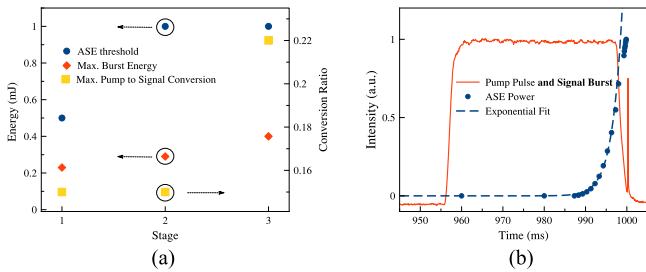 (a)
ASE threshold
Max. Burst Energy
Max. Pump to Signal Conversion
Energy (mJ)
1
0.8
0.6
0.4
0.2
0
1
2
3
Stage
Conversion Ratio
0.22
0.2
0.18
0.16
(a)
(b)
Pump Pulse and Signal Burst
ASE Power
Exponential Fit
Intensity (a.u.)
1
0.5
0
950
960
970
980
990
1000
Time (ms)
(b)